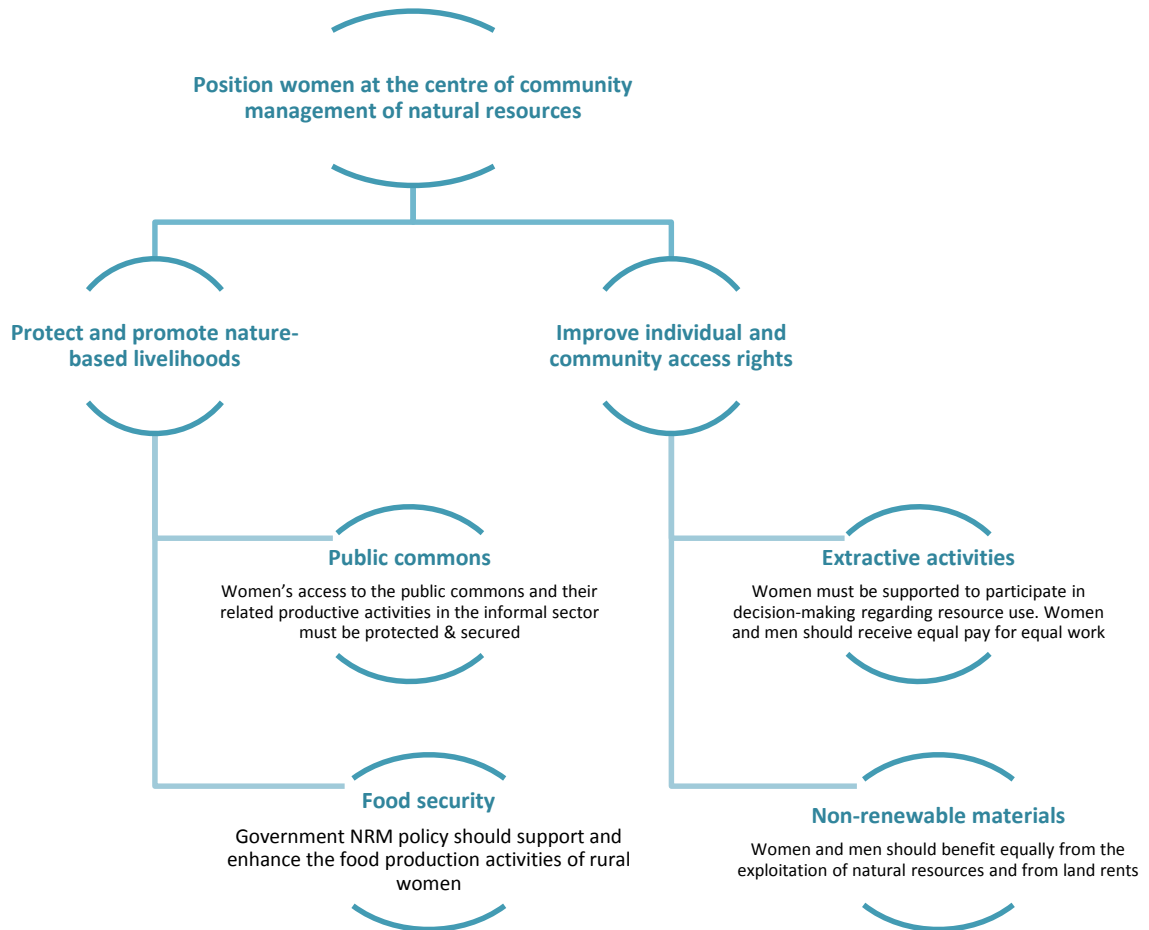 Position women at the centre of community
management of natural resources
Protect and promote nature-
based livelihoods
Improve individual and
community access rights
Public commons
Women’s access to the public commons and their
related productive activities in the informal sector
must be protected & secured
Extractive activities
Women must be supported to participate in
decision-making regarding resource use. Women
and men should receive equal pay for equal work
Food security
Government NRM policy should support and
enhance the food production activities of rural
women
Non-renewable materials
Women and men should benefit equally from the
exploitation of natural resources and from land rents